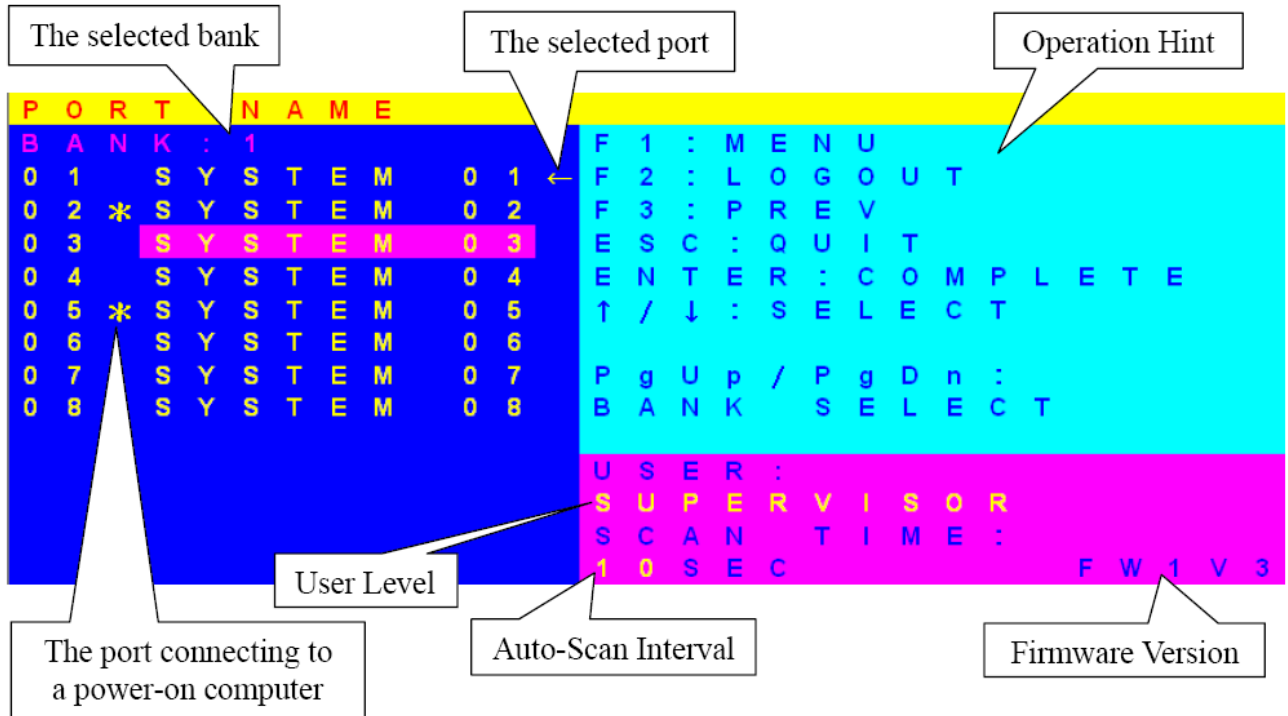 The selected bank
The selected port
Operation Hint
PORT NAME
BANK:1
01 SYSTEM 01 ←
02 * SYSTEM 02
03 SYSTEM 03
04 SYSTEM 04
05 * SYSTEM 05
06 SYSTEM 06
07 SYSTEM 07
08 SYSTEM 08
F1:MENU
F2:LOGOUT
F3:PREV
ESC:QUIT
ENTER:COMPLETE
↑/↓:SELECT
PgUp/PgDn:
BANK SELECT
USER:
SUPERVISOR
SCAN TIME:
10SEC FW1V3
User Level
The port connecting to
a power-on computer
Auto-Scan Interval
Firmware Version